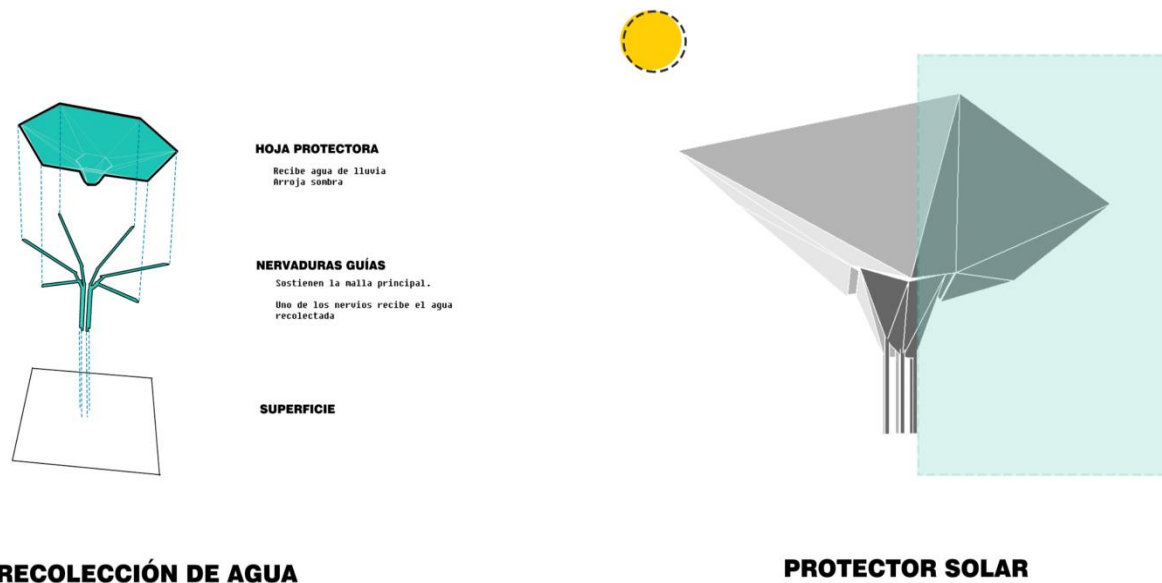 HOJA PROTECTORA
Recibe agua de lluvia
Arroja sombra
NERVADURAS GUÍAS
Sostienen la malla principal.
Uno de los nervios recibe el agua
recolectada
SUPERFICIE
RECOLECCIÓN DE AGUA
PROTECTOR SOLAR